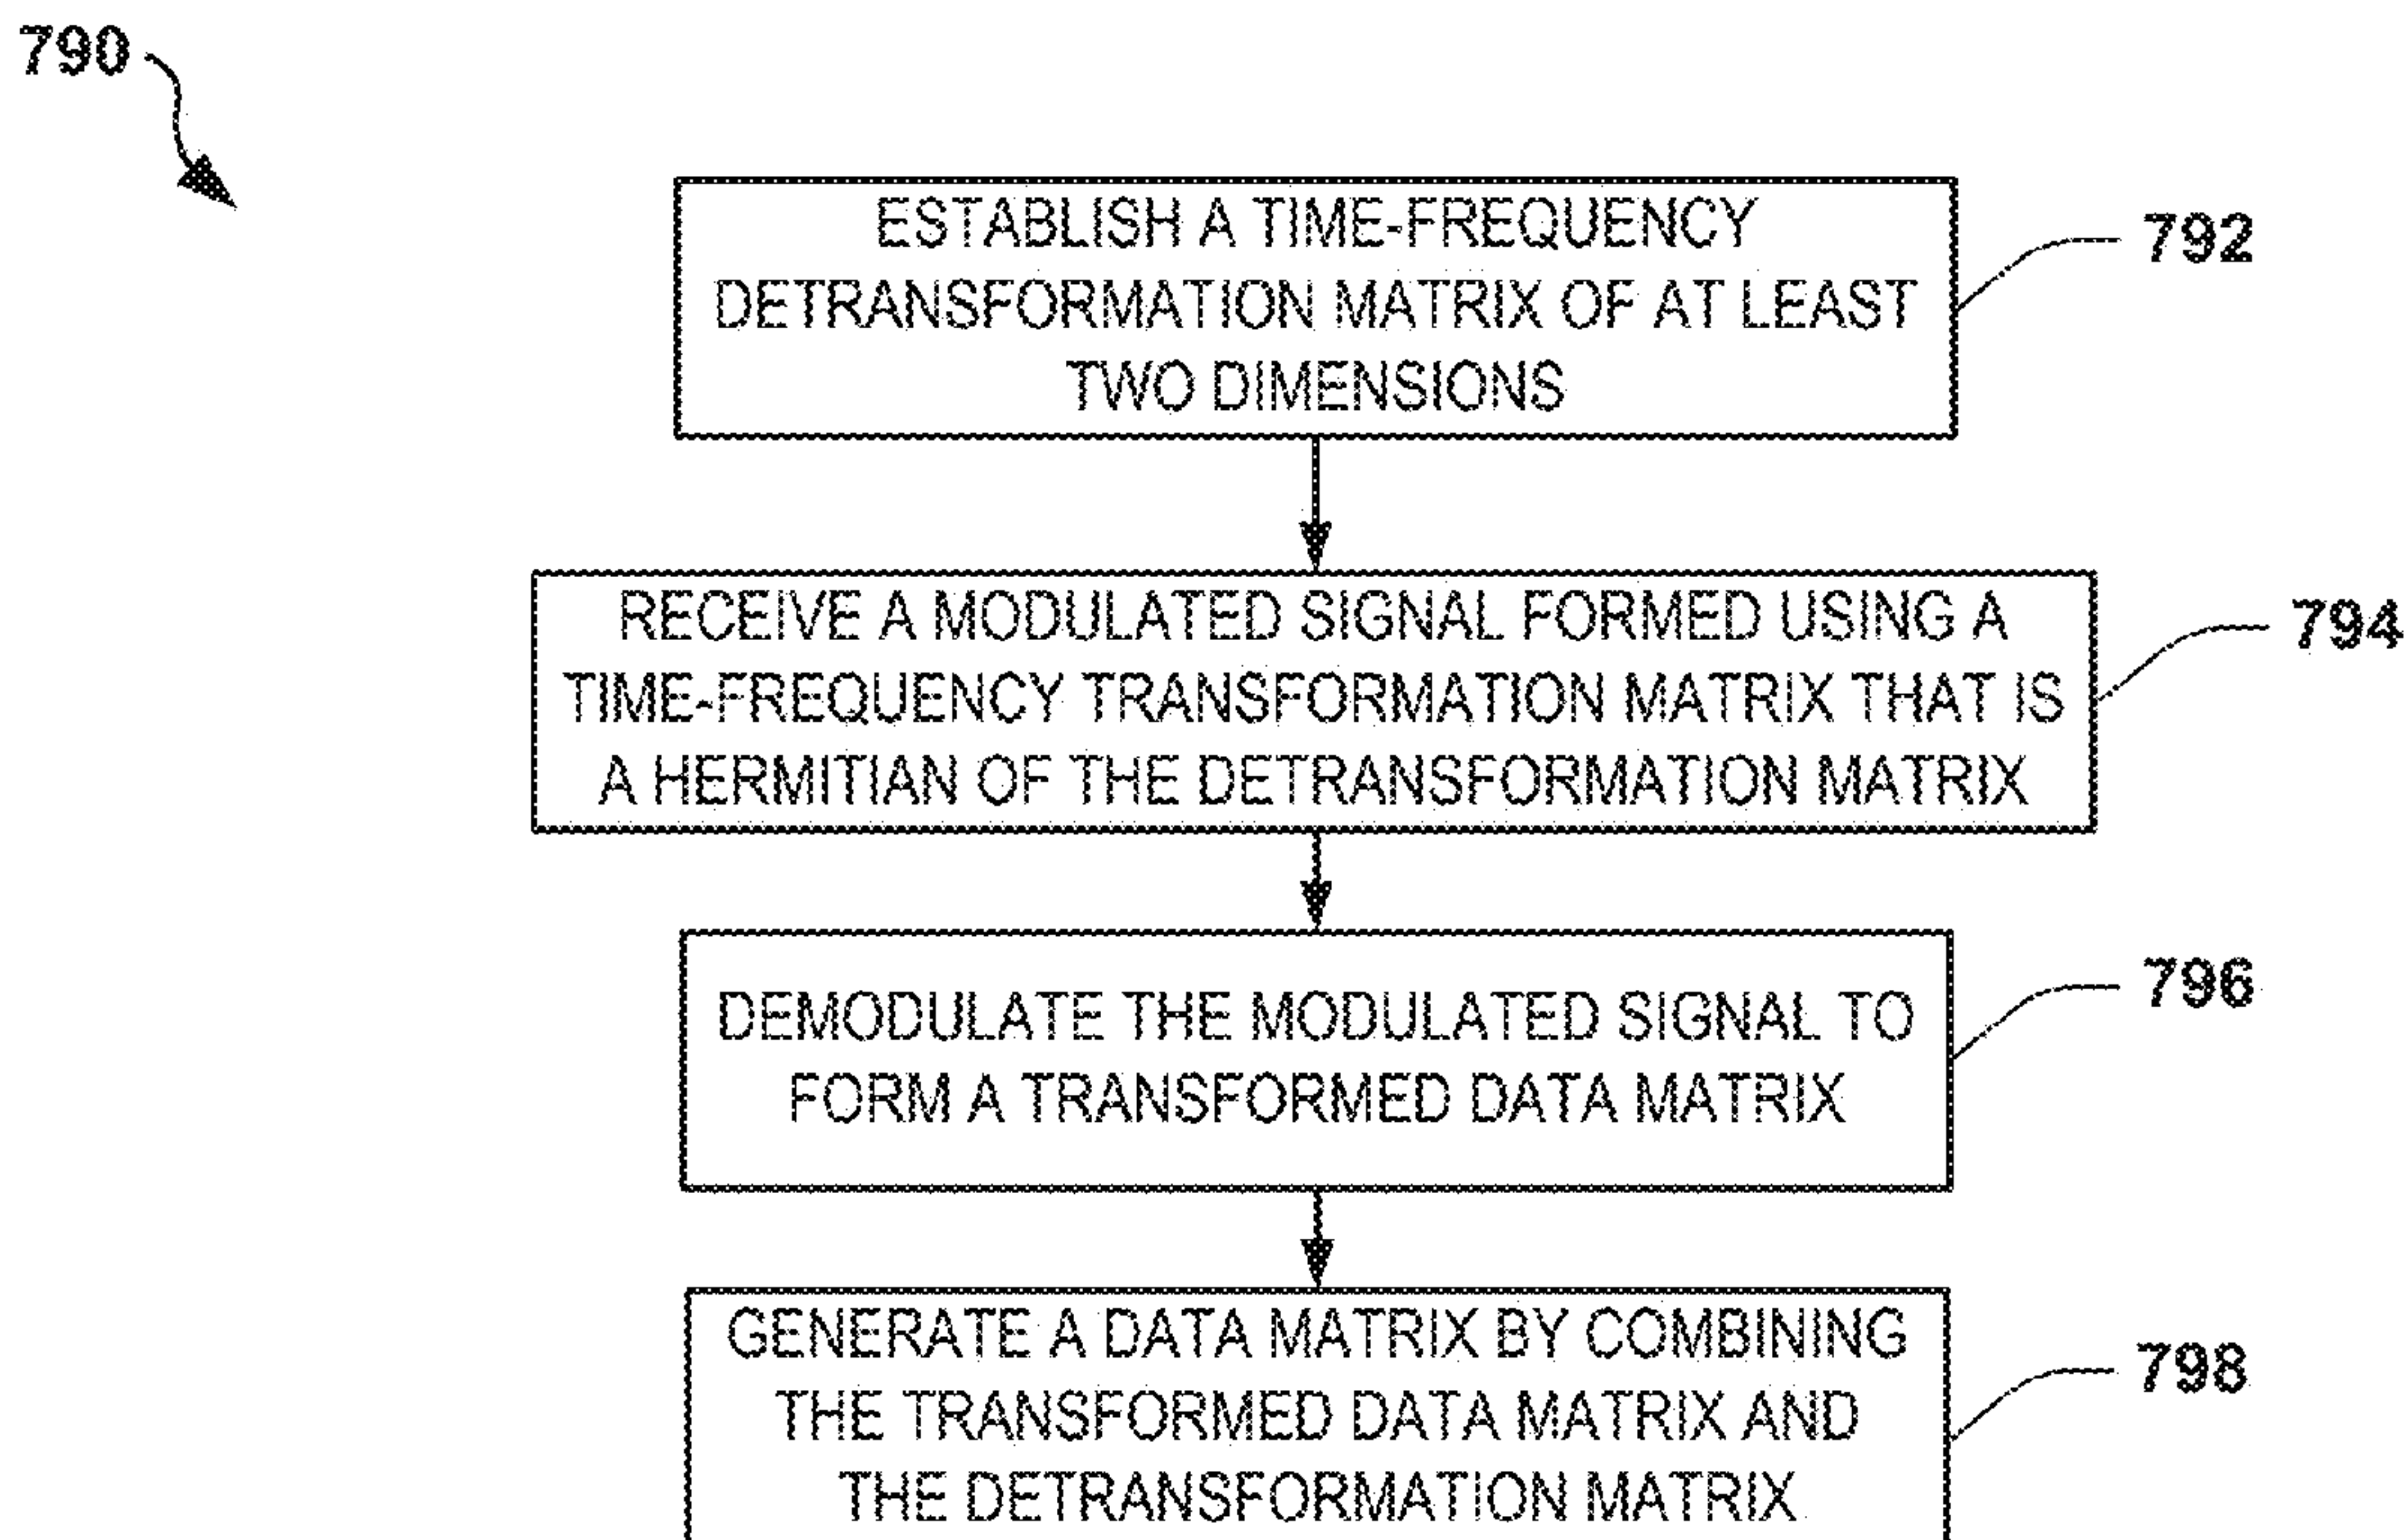 790
ESTABLISH A TIME-FREQUENCY
DETRANSFORMATION MATRIX OF AT LEAST
TWO DIMENSIONS
792
RECEIVE A MODULATED SIGNAL FORMED USING A
TIME-FREQUENCY TRANSFORMATION MATRIX THAT IS
A HERMITIAN OF THE DETRANSFORMATION MATRIX
794
DEMODULATE THE MODULATED SIGNAL TO
FORM A TRANSFORMED DATA MATRIX
796
GENERATE A DATA MATRIX BY COMBINING
THE TRANSFORMED DATA MATRIX AND
THE DETRANSFORMATION MATRIX
798